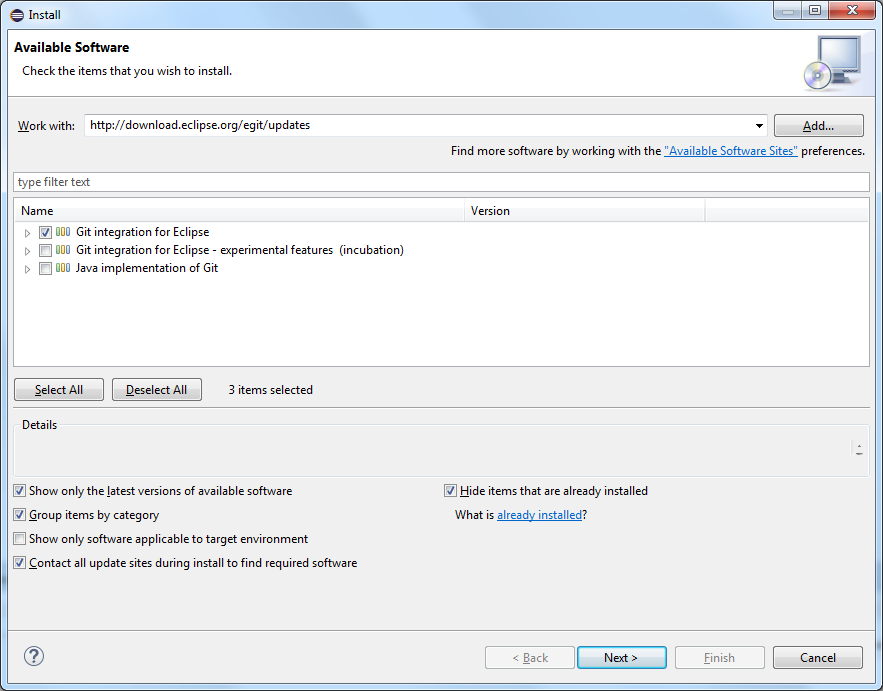 Install
Available Software
Check the items that you wish to install.
Work with: http://download.eclipse.org/egit/updates Add...
Find more software by working with the "Available Software Sites" preferences.
type filter text
Name Version
Git integration for Eclipse
Git integration for Eclipse - experimental features (incubation)
Java implementation of Git
Select All Deselect All 3 items selected
Details
Show only the latest versions of available software Hide items that are already installed
Group items by category What is already installed?
Show only software applicable to target environment
Contact all update sites during install to find required software
? < Back Next > Finish Cancel